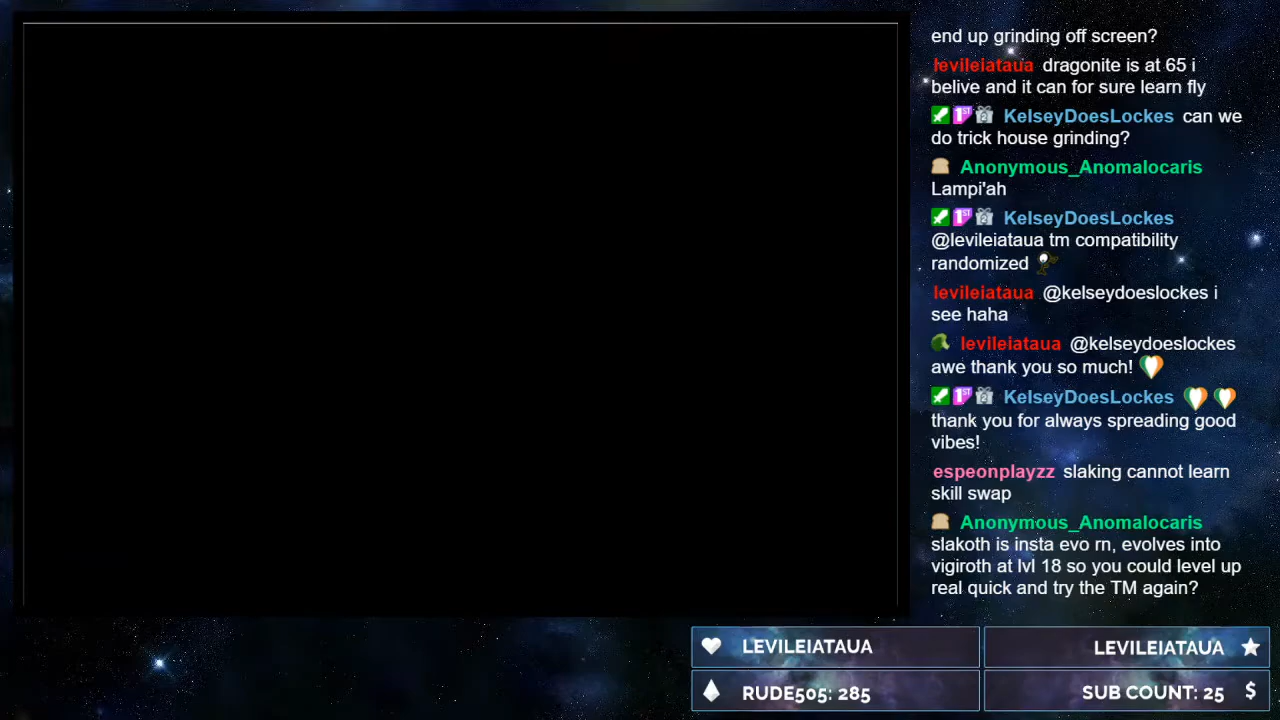 end up grinding off screen?
levileiataua dragonite is at 65 i
belive and it can for sure learn fly
KelseyDoesLockes can we
do trick house grinding?
Anonymous_Anomalocaris
Lampi'ah
KelseyDoesLockes
@levileiataua tm compatibility
randomized
levileiataua @kelseydoeslockes i
see haha
levileiataua @kelseydoeslockes
awe thank you so much!
KelseyDoesLockes
thank you for always spreading good
vibes!
espeonplayzz slaking cannot learn
skill swap
Anonymous_Anomalocaris
slakoth is insta evo rn, evolves into
vigiroth at lvl 18 so you could level up
real quick and try the TM again?
LEVILEIATAUA
LEVILEIATAUA
RUDE505: 285
SUB COUNT: 25 $